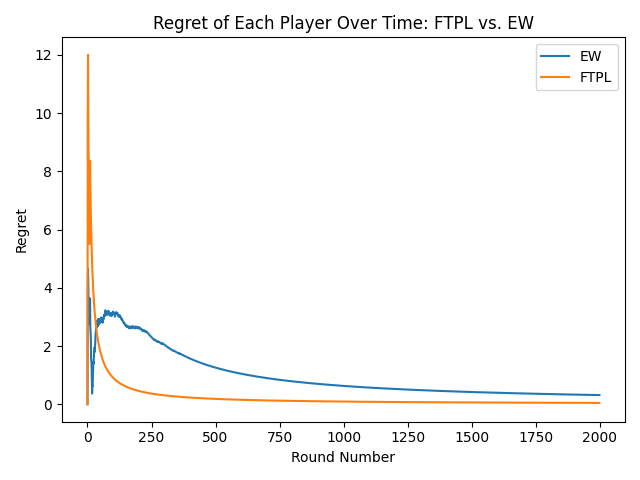 Regret of Each Player Over Time: FTPL vs. EW
EW
FTPL
Regret
12
10
8
6
4
2
0
0 250 500 750 1000 1250 1500 1750 2000
Round Number